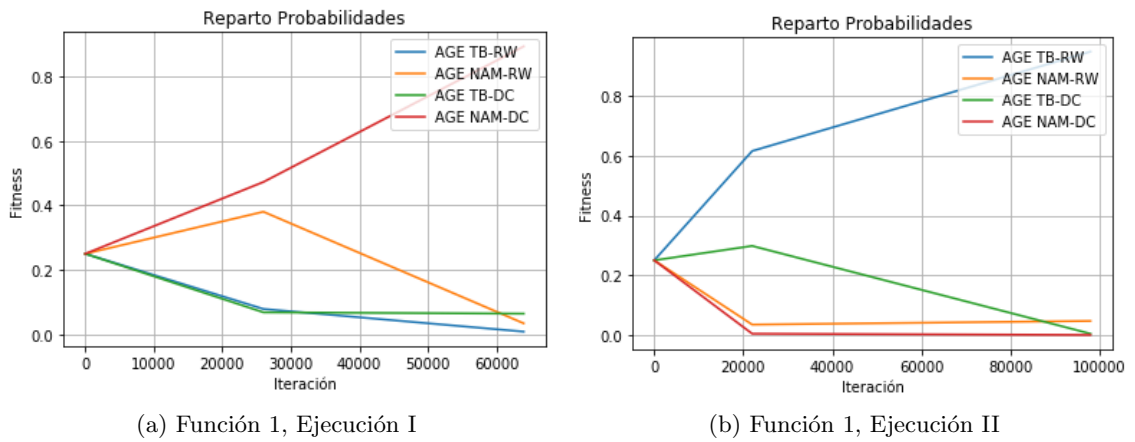 Reparto Probabilidades
Fitness
0.8
0.6
0.4
0.2
0.0
AGE TB-RW
AGE NAM-RW
AGE TB-DC
AGE NAM-DC
0 10000 20000 30000 40000 50000 60000
Iteración
(a) Función 1, Ejecución I
Reparto Probabilidades
Fitness
0.8
0.6
0.4
0.2
0.0
AGE TB-RW
AGE NAM-RW
AGE TB-DC
AGE NAM-DC
0 20000 40000 60000 80000 100000
Iteración
(b) Función 1, Ejecución II